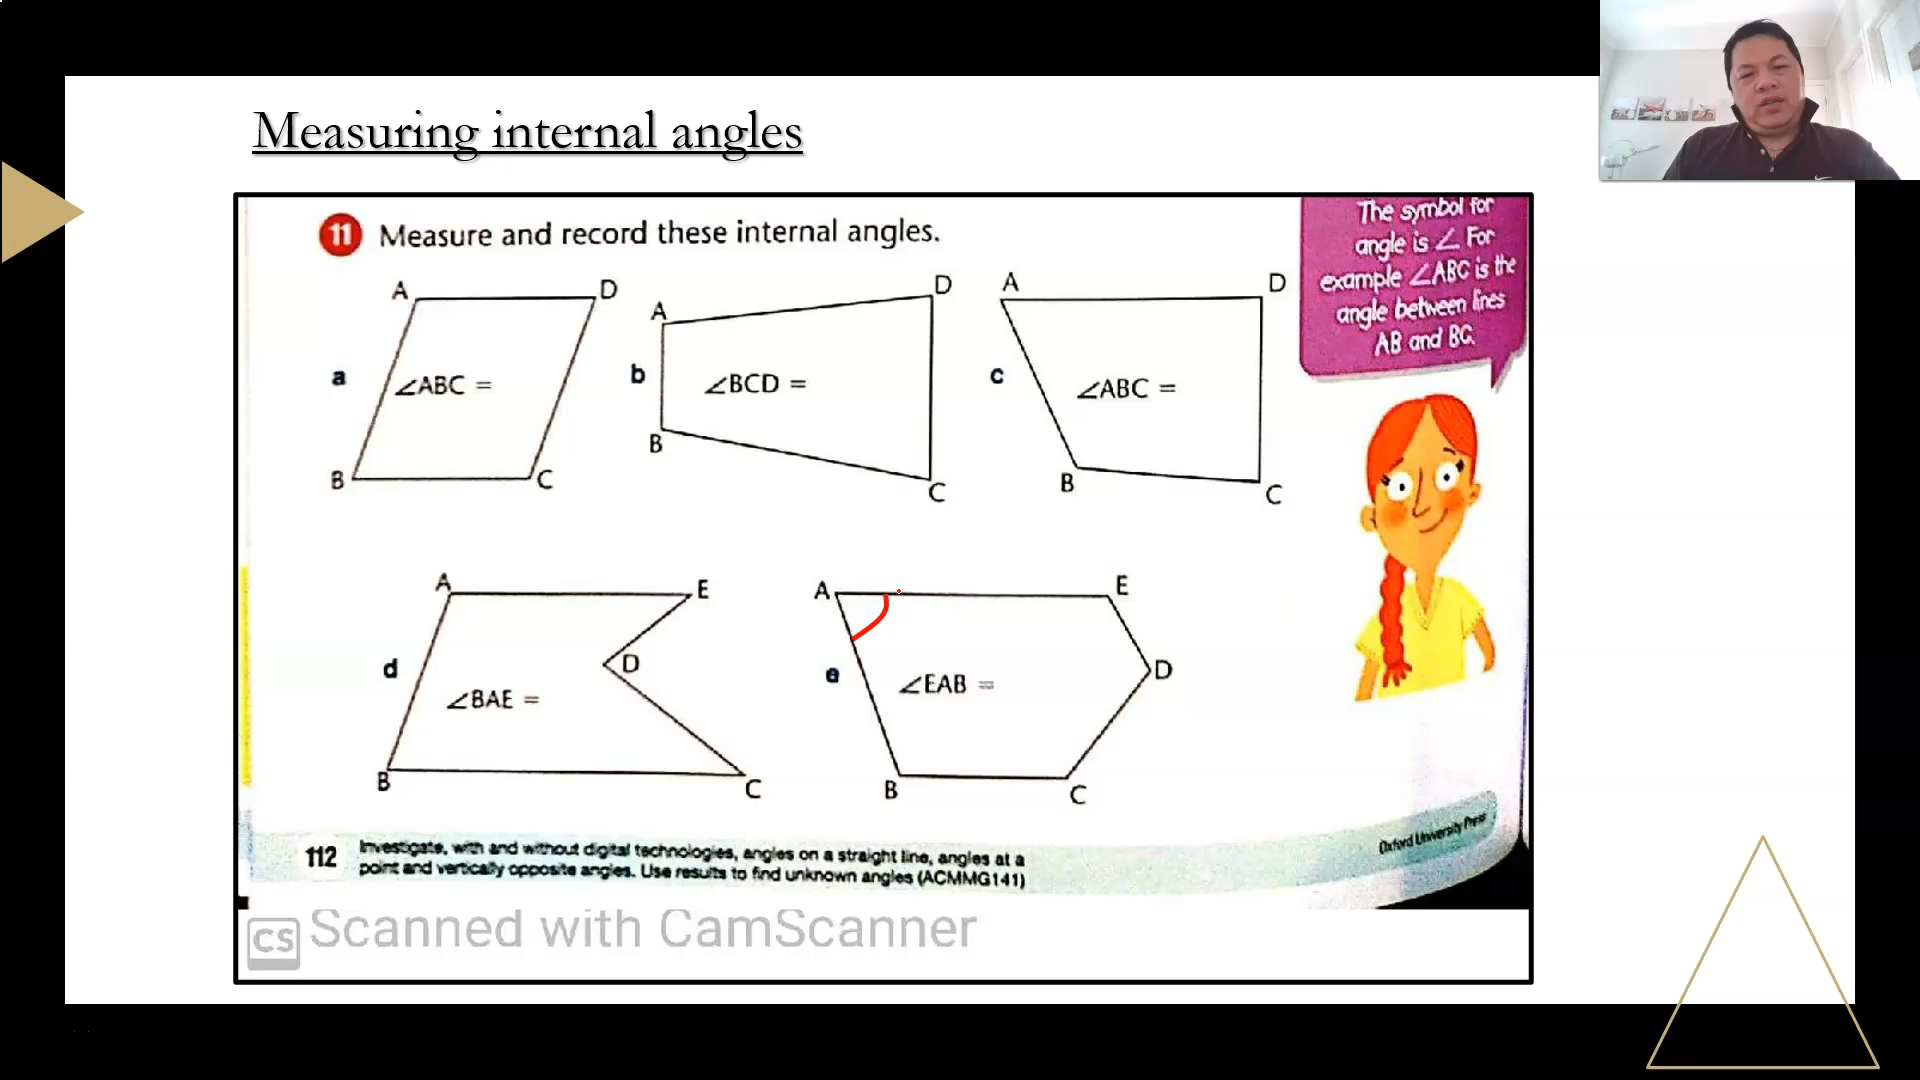 Measuring internal angles
11 Measure and record these internal angles.
The symbol for
angle is ∠ For
example ∠ABC is the
angle between lines
AB and BC.
A
D
a
∠ABC =
B
C
A
D
b
∠BCD =
B
C
A
D
c
∠ABC =
B
C
A
E
d
D
∠BAE =
B
C
A
E
e
D
∠EAB =
B
C
112
Investigate, with and without digital technologies, angles on a straight line, angles at a
point and vertically opposite angles. Use results to find unknown angles (ACMMG141)
Oxford University Press
CS Scanned with CamScanner